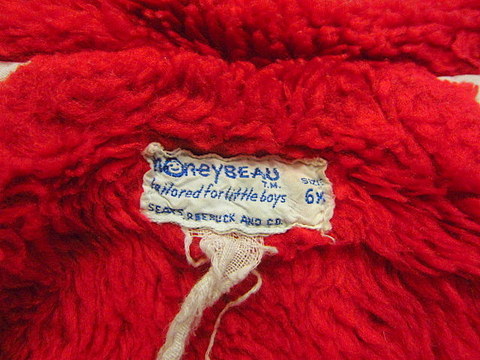 HoneyBEAU
T.M.
tailored for little boys
SIZE
6X
SEARS, ROEBUCK AND CO.